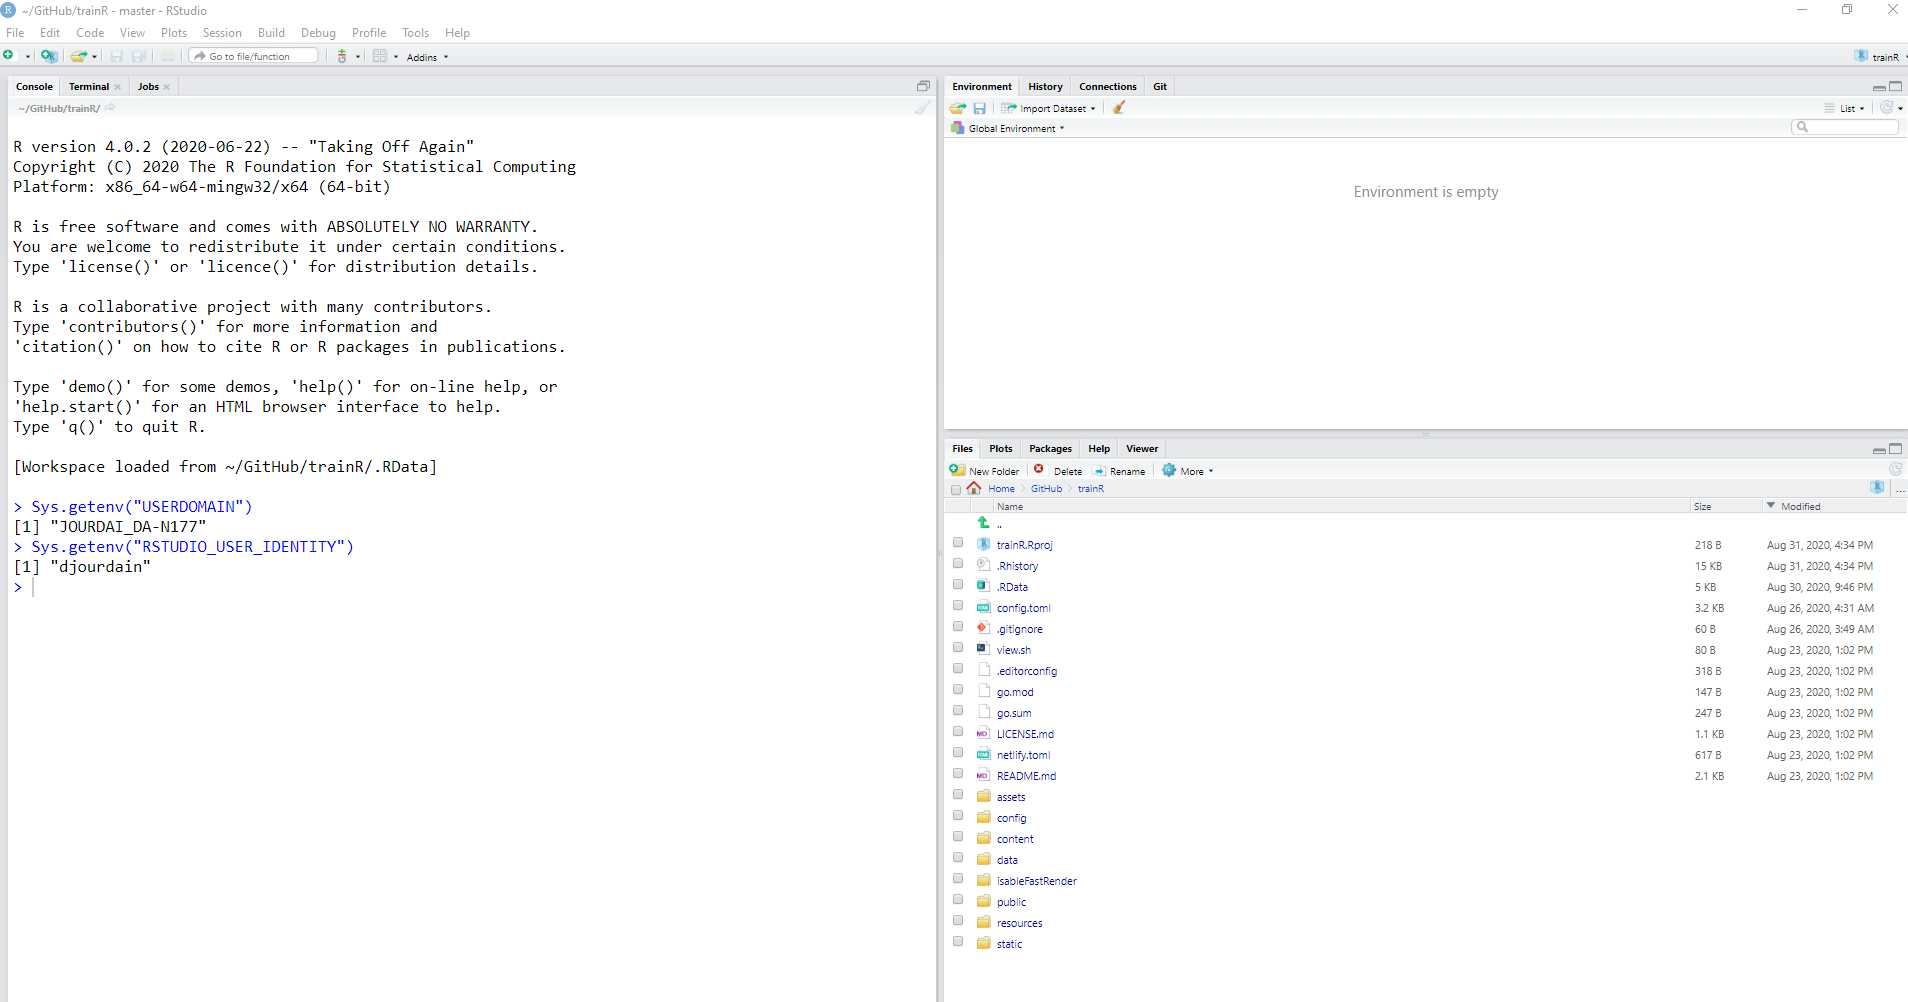 ~/GitHub/trainR - master - RStudio
File Edit Code View Plots Session Build Debug Profile Tools Help
Go to file/function Addins trainR
Console Terminal Jobs
~/GitHub/trainR/
R version 4.0.2 (2020-06-22) -- "Taking Off Again"
Copyright (C) 2020 The R Foundation for Statistical Computing
Platform: x86_64-w64-mingw32/x64 (64-bit)
R is free software and comes with ABSOLUTELY NO WARRANTY.
You are welcome to redistribute it under certain conditions.
Type 'license()' or 'licence()' for distribution details.
R is a collaborative project with many contributors.
Type 'contributors()' for more information and
'citation()' on how to cite R or R packages in publications.
Type 'demo()' for some demos, 'help()' for on-line help, or
'help.start()' for an HTML browser interface to help.
Type 'q()' to quit R.
[Workspace loaded from ~/GitHub/trainR/.RData]
> Sys.getenv("USERDOMAIN")
[1] "JOURDAI_DA-N177"
> Sys.getenv("RSTUDIO_USER_IDENTITY")
[1] "djourdain"
>
Environment History Connections Git
Import Dataset List
Global Environment
Environment is empty
Files Plots Packages Help Viewer
New Folder Delete Rename More
Home GitHub trainR ...
Name Size Modified
..
trainR.Rproj 218 B Aug 31, 2020, 4:34 PM
.Rhistory 15 KB Aug 31, 2020, 4:34 PM
.RData 5 KB Aug 30, 2020, 9:46 PM
config.toml 3.2 KB Aug 26, 2020, 4:31 AM
.gitignore 60 B Aug 26, 2020, 3:49 AM
view.sh 80 B Aug 23, 2020, 1:02 PM
.editorconfig 318 B Aug 23, 2020, 1:02 PM
go.mod 147 B Aug 23, 2020, 1:02 PM
go.sum 247 B Aug 23, 2020, 1:02 PM
LICENSE.md 1.1 KB Aug 23, 2020, 1:02 PM
netlify.toml 617 B Aug 23, 2020, 1:02 PM
README.md 2.1 KB Aug 23, 2020, 1:02 PM
assets
config
content
data
isableFastRender
public
resources
static